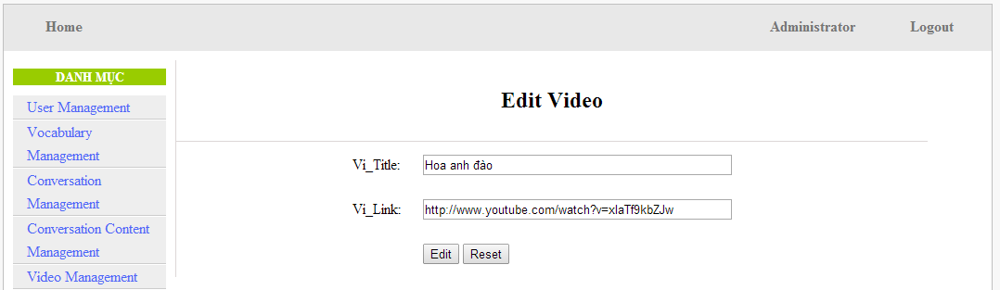 Home Administrator Logout
DANH MỤC
User Management
Vocabulary
Management
Conversation
Management
Conversation Content
Management
Video Management
Edit Video
Vi_Title: Hoa anh đào
Vi_Link: http://www.youtube.com/watch?v=xlaTf9kbZJw
Edit Reset